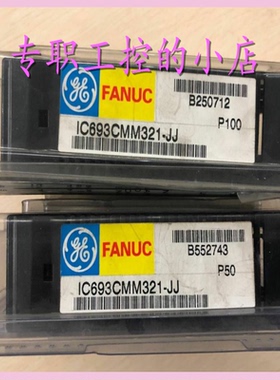 专职工控的小店
GE FANUC
B250712
P100
IC693CMM321-JJ
GE FANUC
B552743
P50
IC693CMM321-JJ